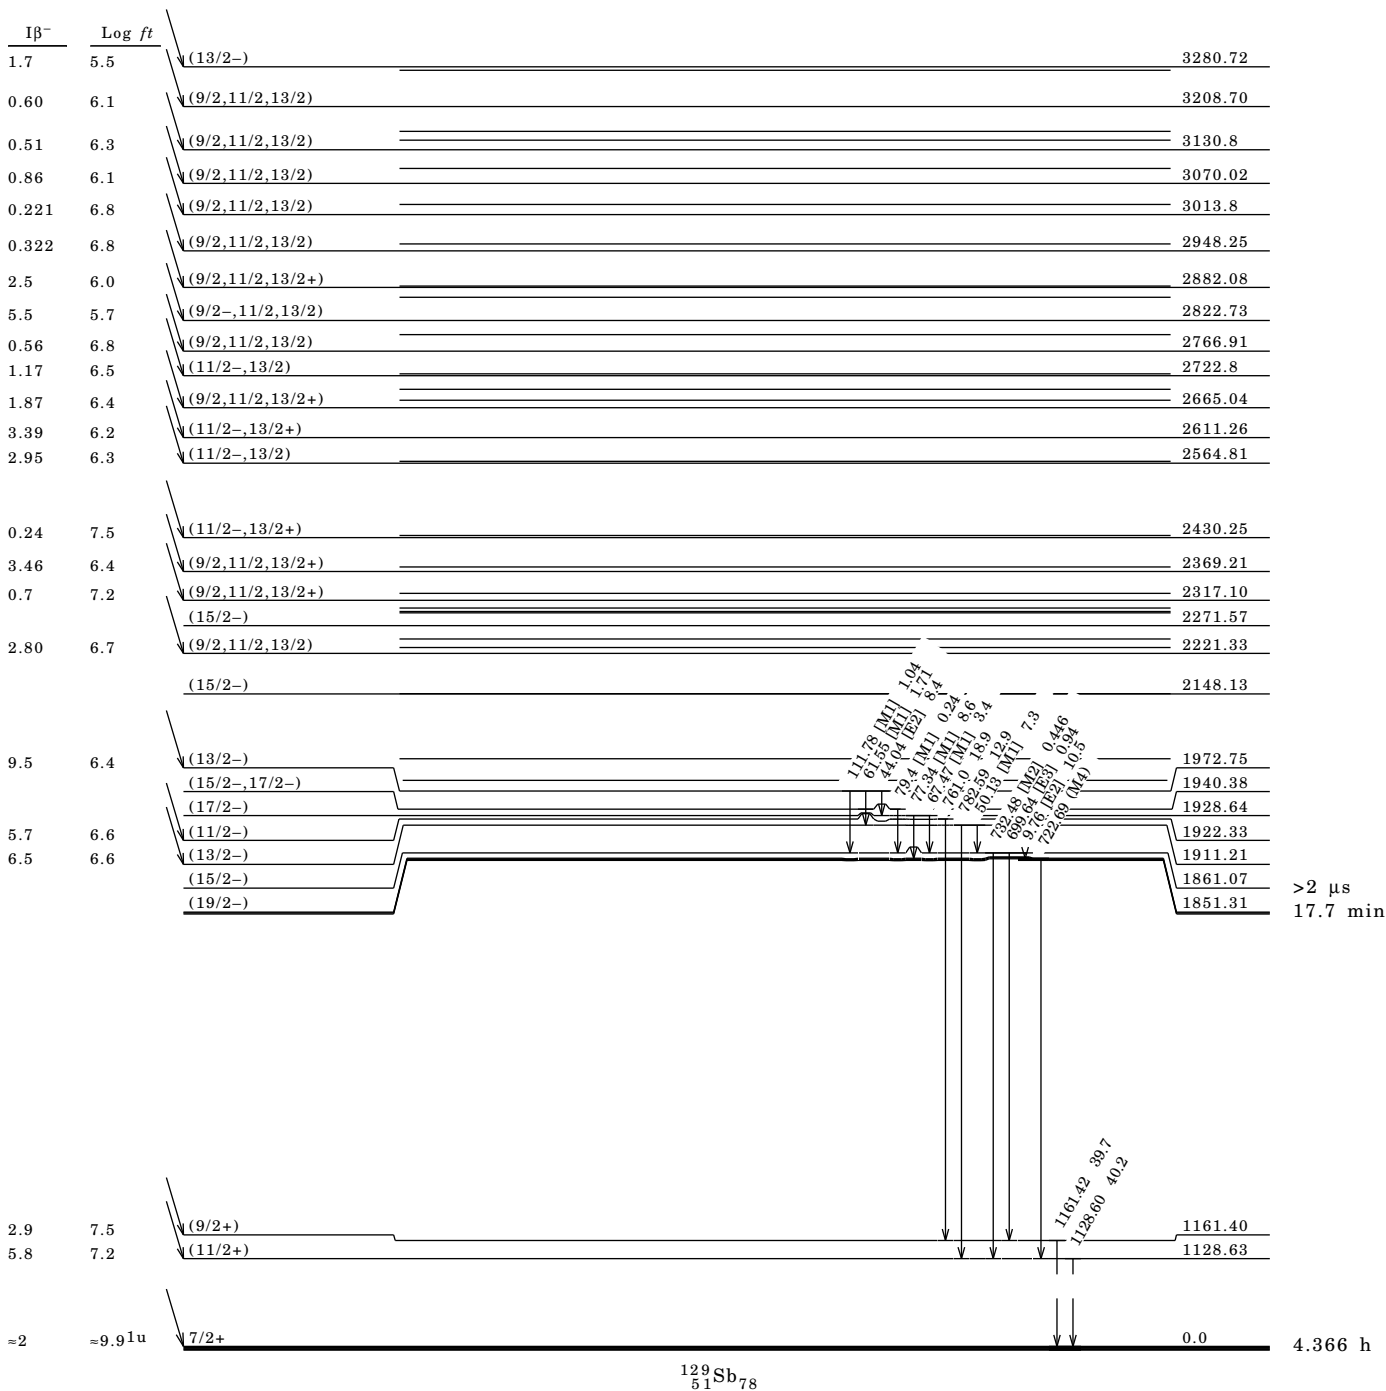 Iβ− Log ft
1.7 5.5 (13/2−) 3280.72
0.60 6.1 (9/2,11/2,13/2) 3208.70
0.51 6.3 (9/2,11/2,13/2) 3130.8
0.86 6.1 (9/2,11/2,13/2) 3070.02
0.221 6.8 (9/2,11/2,13/2) 3013.8
0.322 6.8 (9/2,11/2,13/2) 2948.25
2.5 6.0 (9/2,11/2,13/2+) 2882.08
5.5 5.7 (9/2−,11/2,13/2) 2822.73
0.56 6.8 (9/2,11/2,13/2) 2766.91
1.17 6.5 (11/2−,13/2) 2722.8
1.87 6.4 (9/2,11/2,13/2+) 2665.04
3.39 6.2 (11/2−,13/2+) 2611.26
2.95 6.3 (11/2−,13/2) 2564.81
0.24 7.5 (11/2−,13/2+) 2430.25
3.46 6.4 (9/2,11/2,13/2+) 2369.21
0.7 7.2 (9/2,11/2,13/2+) 2317.10
(15/2−) 2271.57
2.80 6.7 (9/2,11/2,13/2) 2221.33
(15/2−) 2148.13
111.78 [M1] 1.04
61.55 [M1] 1.71
44.04 [E2] 8.4
79.4 [M1] 0.24
77.34 [M1] 8.6
67.47 [M1] 3.4
761.0 18.9
782.59 12.9
50.13 [M1] 7.3
732.48 [M2] 0.446
699.64 [E3] 0.94
9.76 [E2] 10.5
722.69 (M4)
9.5 6.4 (13/2−) 1972.75
(15/2−,17/2−) 1940.38
(17/2−) 1928.64
5.7 6.6 (11/2−) 1922.33
6.5 6.6 (13/2−) 1911.21
(15/2−) 1861.07 >2 μs
(19/2−) 1851.31 17.7 min
1161.42 39.7
1128.60 40.2
2.9 7.5 (9/2+) 1161.40
5.8 7.2 (11/2+) 1128.63
≈2 ≈9.9 1u 7/2+ 0.0 4.366 h
129 51 Sb 78